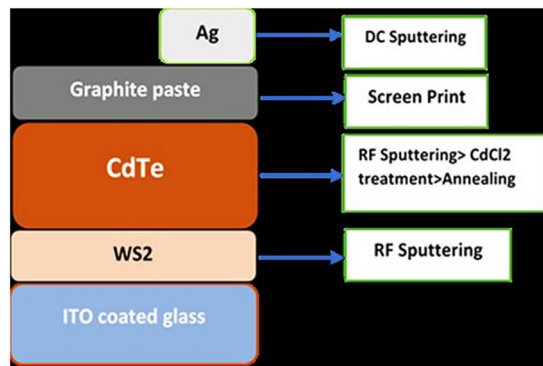 Ag
DC Sputtering
Graphite paste
Screen Print
CdTe
RF Sputtering> CdCl2
treatment>Annealing
WS2
RF Sputtering
ITO coated glass